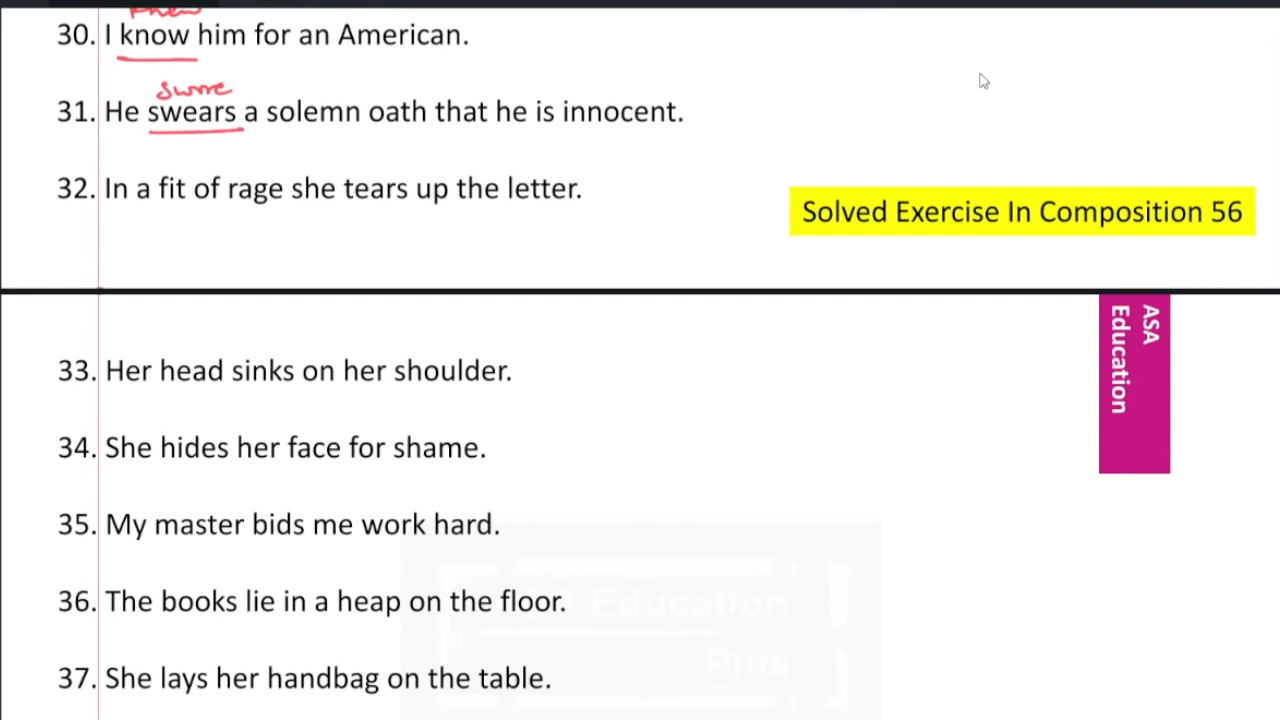 knew
30. I know him for an American.
swore
31. He swears a solemn oath that he is innocent.
32. In a fit of rage she tears up the letter.
Solved Exercise In Composition 56
ASA
Education
33. Her head sinks on her shoulder.
34. She hides her face for shame.
35. My master bids me work hard.
36. The books lie in a heap on the floor.
Education
Plus
37. She lays her handbag on the table.